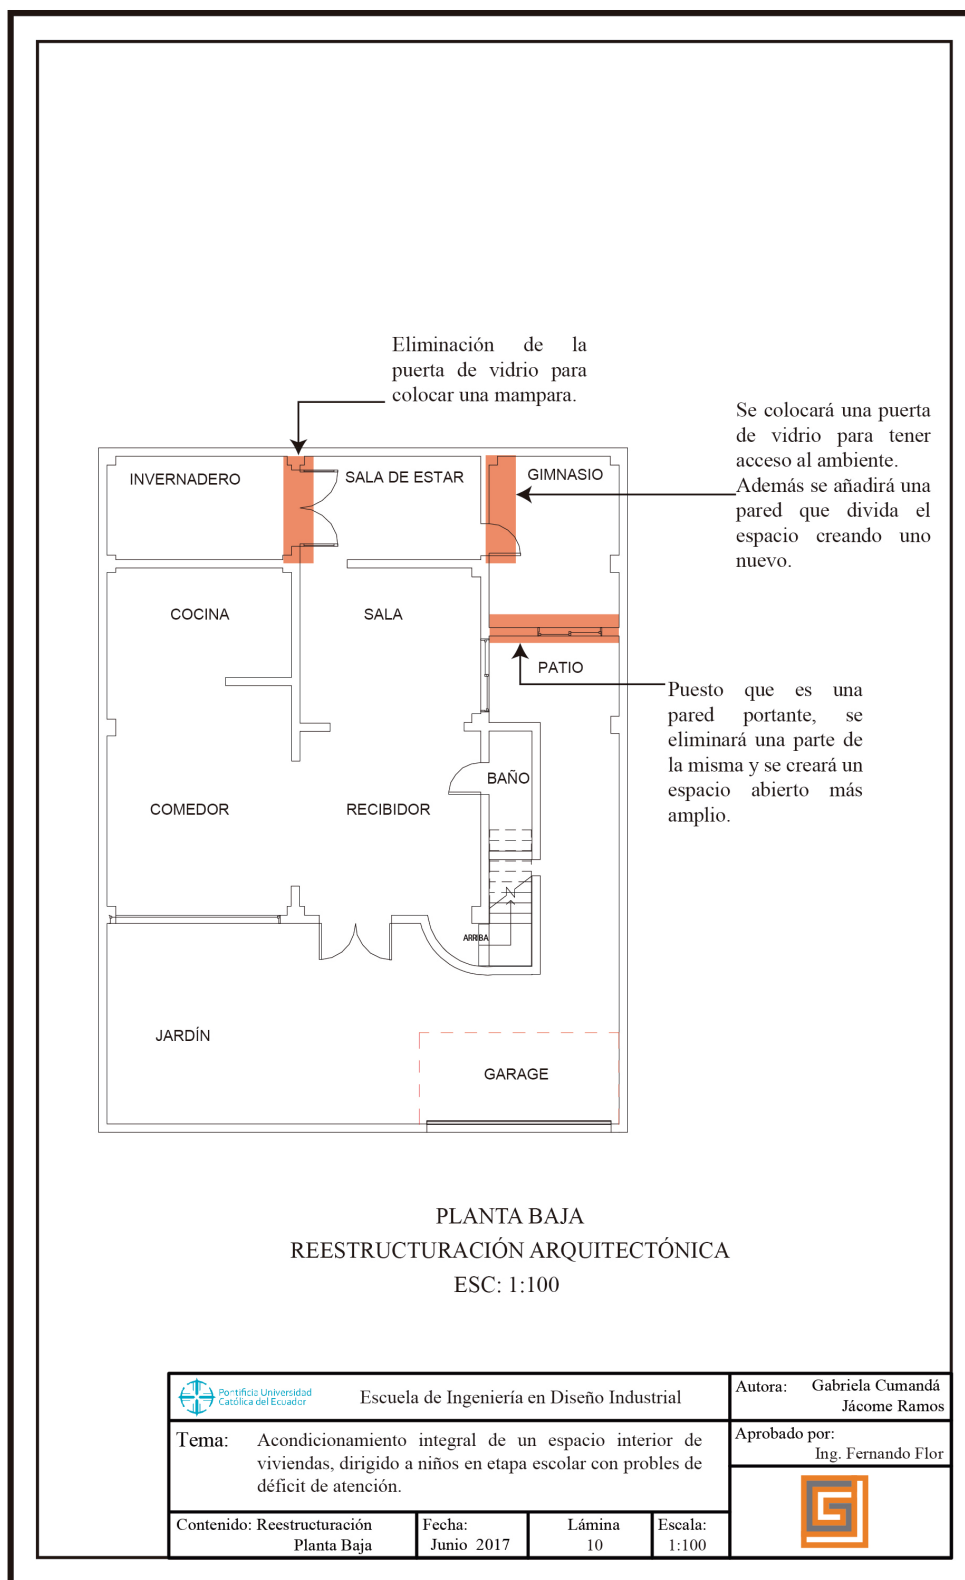 Eliminación de la
puerta de vidrio para
colocar una mampara.
Se colocará una puerta
de vidrio para tener
acceso al ambiente.
Además se añadirá una
pared que divida el
espacio creando uno
nuevo.
INVERNADERO
SALA DE ESTAR
GIMNASIO
COCINA
SALA
PATIO
Puesto que es una
pared portante, se
eliminará una parte de
la misma y se creará un
espacio abierto más
amplio.
BAÑO
COMEDOR
RECIBIDOR
ARRIBA
JARDÍN
GARAGE
PLANTA BAJA
REESTRUCTURACIÓN ARQUITECTÓNICA
ESC: 1:100
Pontificia Universidad
Católica del Ecuador
Escuela de Ingeniería en Diseño Industrial
Autora: Gabriela Cumandá
Jácome Ramos
Tema: Acondicionamiento integral de un espacio interior de
viviendas, dirigido a niños en etapa escolar con probles de
déficit de atención.
Aprobado por:
Ing. Fernando Flor
Contenido: Reestructuración
Planta Baja
Fecha:
Junio 2017
Lámina
10
Escala:
1:100